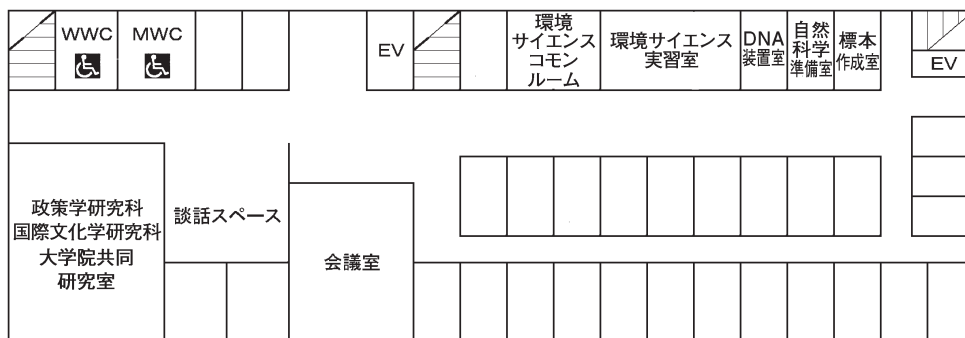 WWC
MWC
EV
環境
サイエンス
コモン
ルーム
環境サイエンス
実習室
DNA
装置室
自然
科学
準備室
標本
作成室
EV
政策学研究科
国際文化学研究科
大学院共同
研究室
談話スペース
会議室